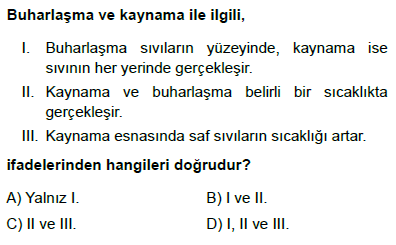 Buharlaşma ve kaynama ile ilgili,
I. Buharlaşma sıvıların yüzeyinde, kaynama ise
sıvının her yerinde gerçekleşir.
II. Kaynama ve buharlaşma belirli bir sıcaklıkta
gerçekleşir.
III. Kaynama esnasında saf sıvıların sıcaklığı artar.
ifadelerinden hangileri doğrudur?
A) Yalnız I. B) I ve II.
C) II ve III. D) I, II ve III.